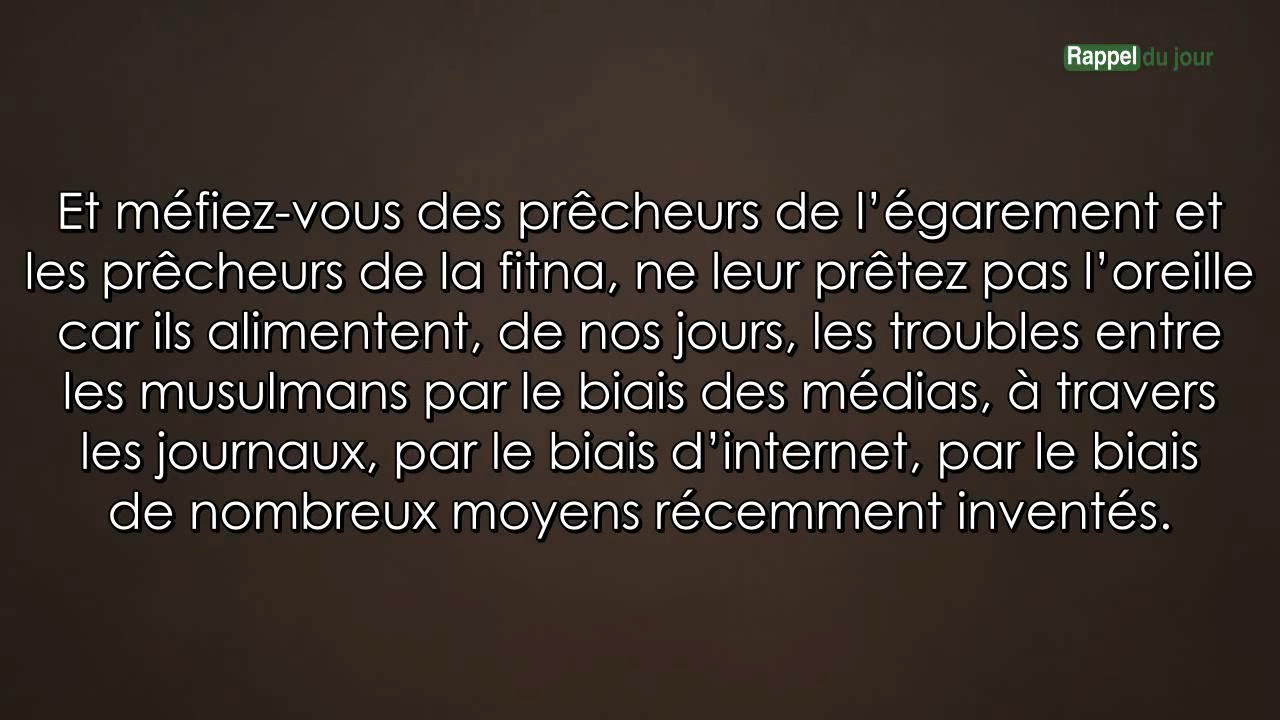 Rappel du jour
Et méfiez-vous des prêcheurs de l’égarement et
les prêcheurs de la fitna, ne leur prêtez pas l’oreille
car ils alimentent, de nos jours, les troubles entre
les musulmans par le biais des médias, à travers
les journaux, par le biais d’internet, par le biais
de nombreux moyens récemment inventés.